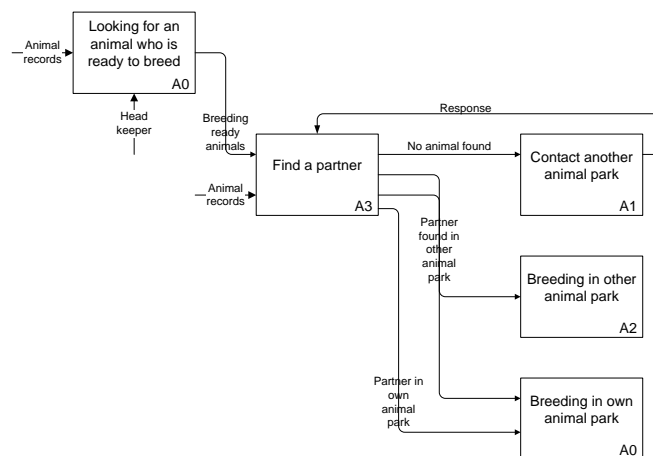 Looking for an
animal who is
ready to breed
A0
Animal
records
Head
keeper
Breeding
ready
animals
Response
Find a partner
A3
Animal
records
No animal found
Contact another
animal park
A1
Partner
found in
other
animal
park
Breeding in other
animal park
A2
Partner in
own
animal
park
Breeding in own
animal park
A0